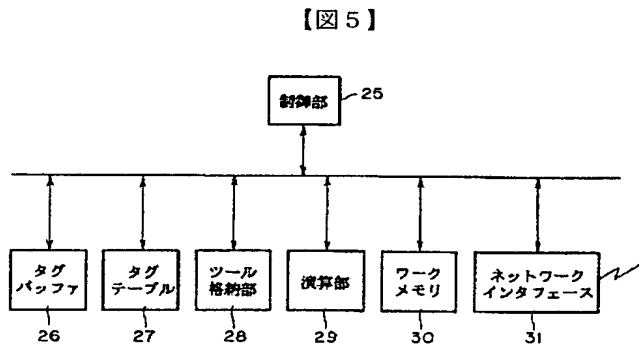 【図５】
制御部
25
タグ
バッファ
タグ
テーブル
ツール
格納部
演算部
ワーク
メモリ
ネットワーク
インタフェース
26
27
28
29
30
31